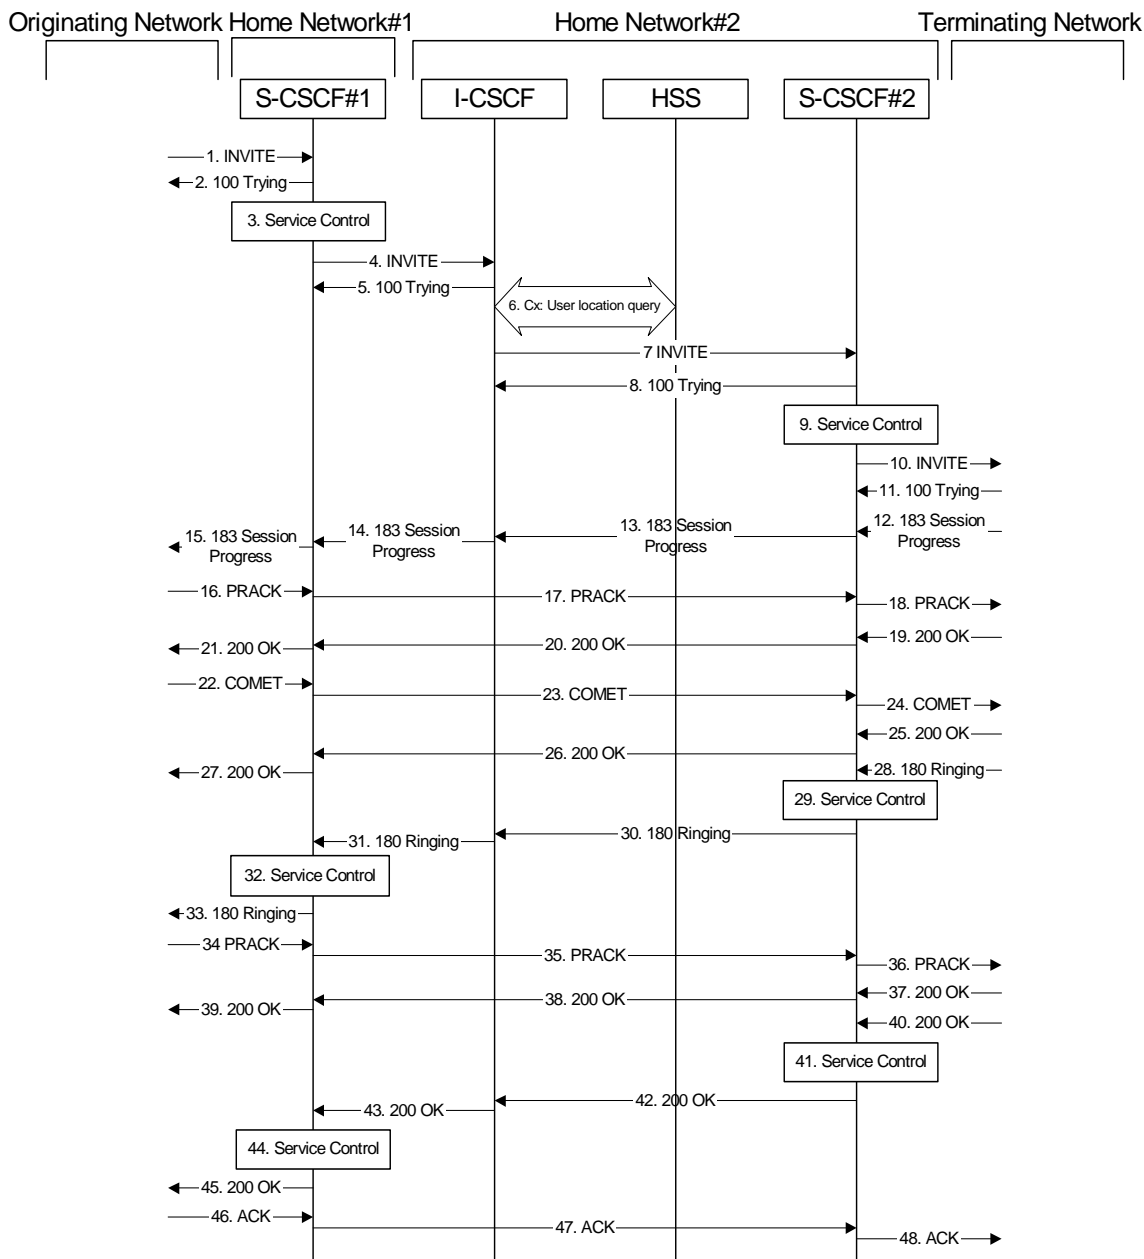 Originating Network
Home Network#1
Home Network#2
Terminating Network
S-CSCF#1
I-CSCF
HSS
S-CSCF#2
1. INVITE
2. 100 Trying
3. Service Control
4. INVITE
5. 100 Trying
6. Cx: User location query
7 INVITE
8. 100 Trying
9. Service Control
10. INVITE
11. 100 Trying
12. 183 Session
Progress
13. 183 Session
Progress
14. 183 Session
Progress
15. 183 Session
Progress
16. PRACK
17. PRACK
18. PRACK
19. 200 OK
20. 200 OK
21. 200 OK
22. COMET
23. COMET
24. COMET
25. 200 OK
26. 200 OK
27. 200 OK
28. 180 Ringing
29. Service Control
30. 180 Ringing
31. 180 Ringing
32. Service Control
33. 180 Ringing
34 PRACK
35. PRACK
36. PRACK
37. 200 OK
38. 200 OK
39. 200 OK
40. 200 OK
41. Service Control
42. 200 OK
43. 200 OK
44. Service Control
45. 200 OK
46. ACK
47. ACK
48. ACK